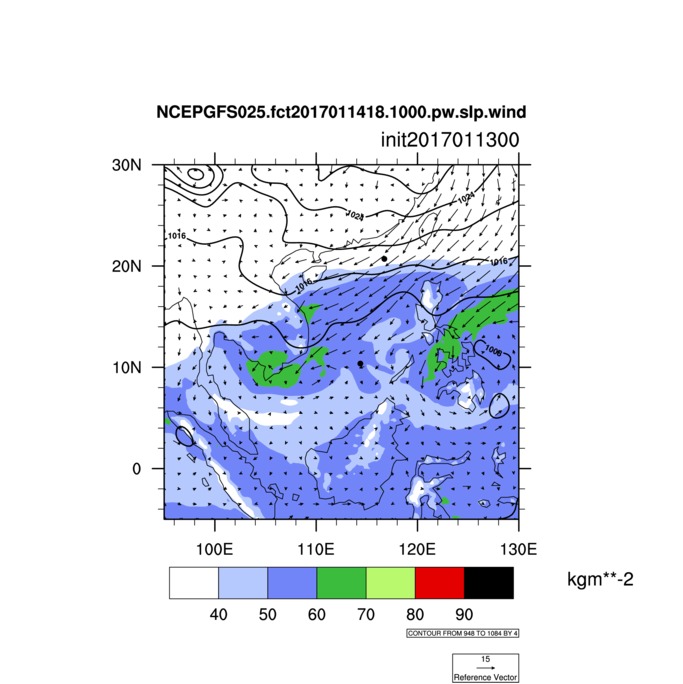 NCEPGFS025.fct2017011418.1000.pw.slp.wind
init2017011300
30N
1024
1024
1016
1016
20N
1016
1008
10N
0
100E
110E
120E
130E
kgm**-2
40
50
60
70
80
90
CONTOUR FROM 948 TO 1084 BY 4
15
Reference Vector